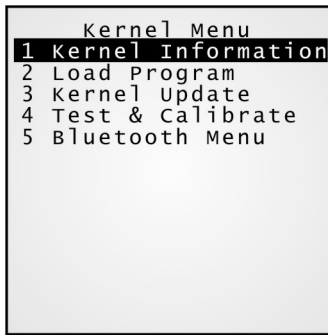 Kernel Menu
1 Kernel Information
2 Load Program
3 Kernel Update
4 Test & Calibrate
5 Bluetooth Menu